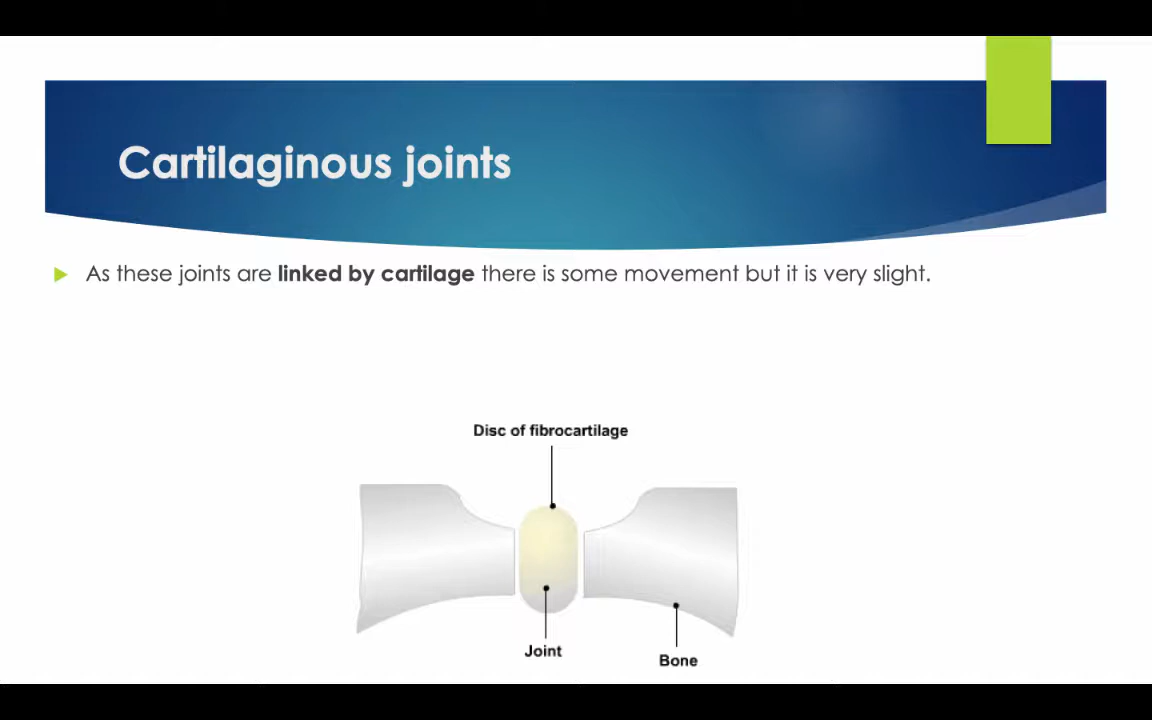 Cartilaginous joints
As these joints are linked by cartilage there is some movement but it is very slight.
Disc of fibrocartilage
Joint
Bone